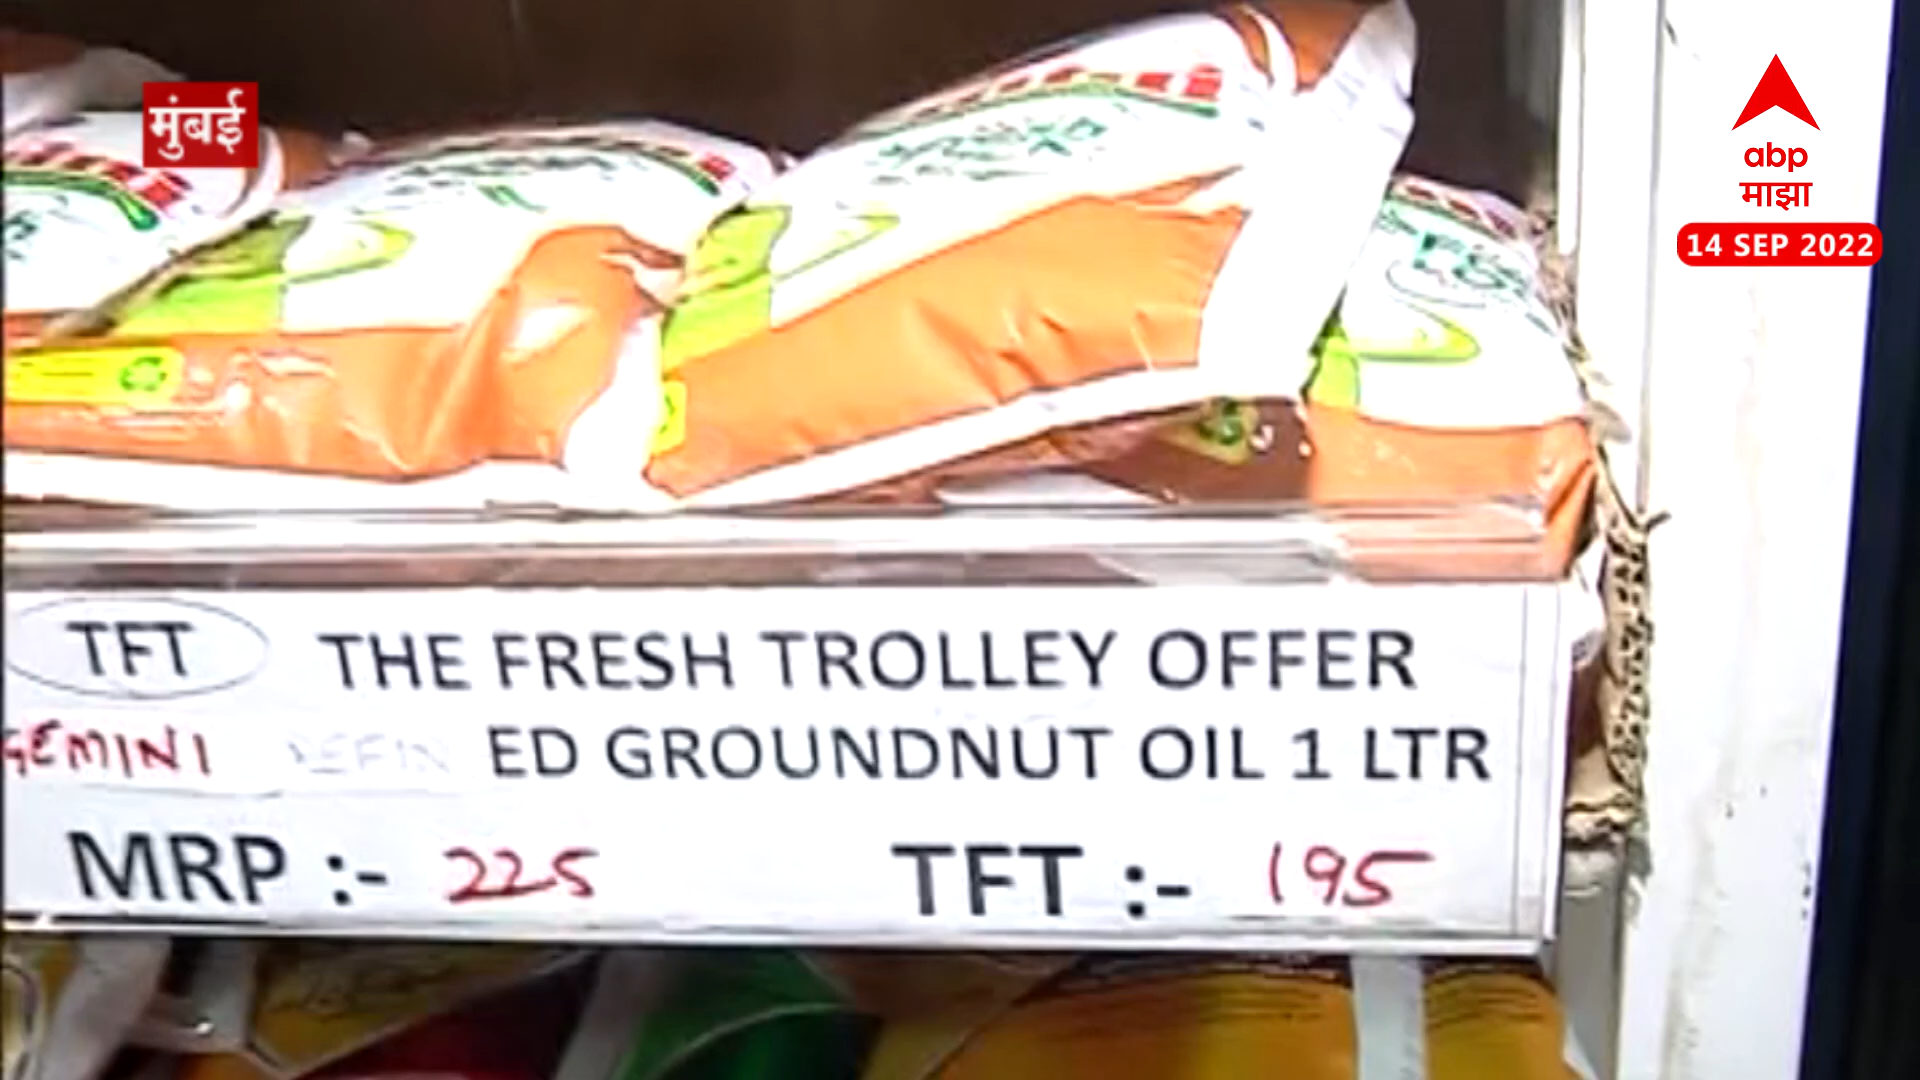 मुंबई
abp
माझा
14 SEP 2022
TFT THE FRESH TROLLEY OFFER
GEMINI REFIN ED GROUNDNUT OIL 1 LTR
MRP :- 225 TFT :- 195